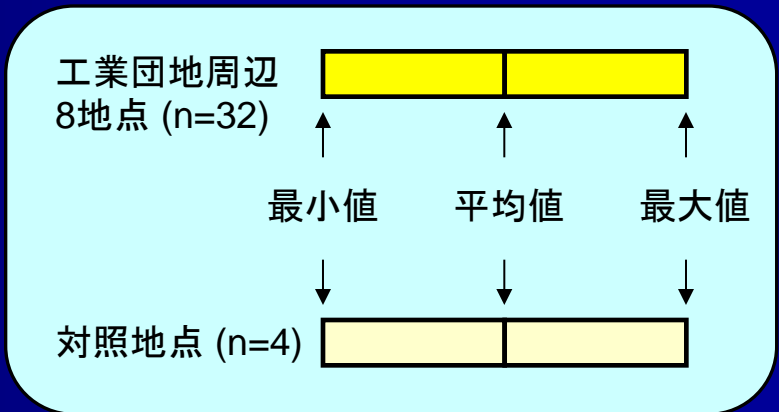 工業団地周辺
8地点 (n=32)
最小値 平均値 最大値
対照地点 (n=4)